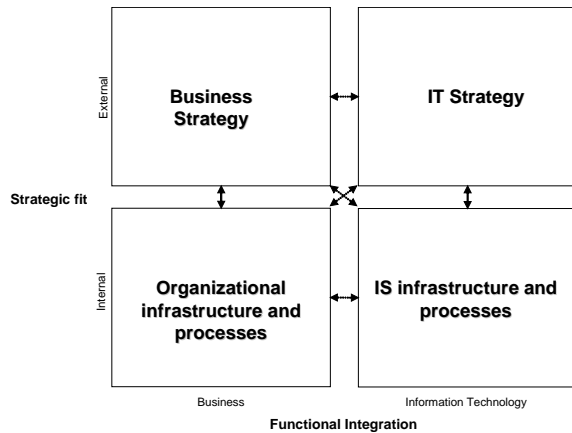 External
Business
Strategy
IT Strategy
Strategic fit
Internal
Organizational
infrastructure and
processes
IS infrastructure and
processes
Business
Information Technology
Functional Integration